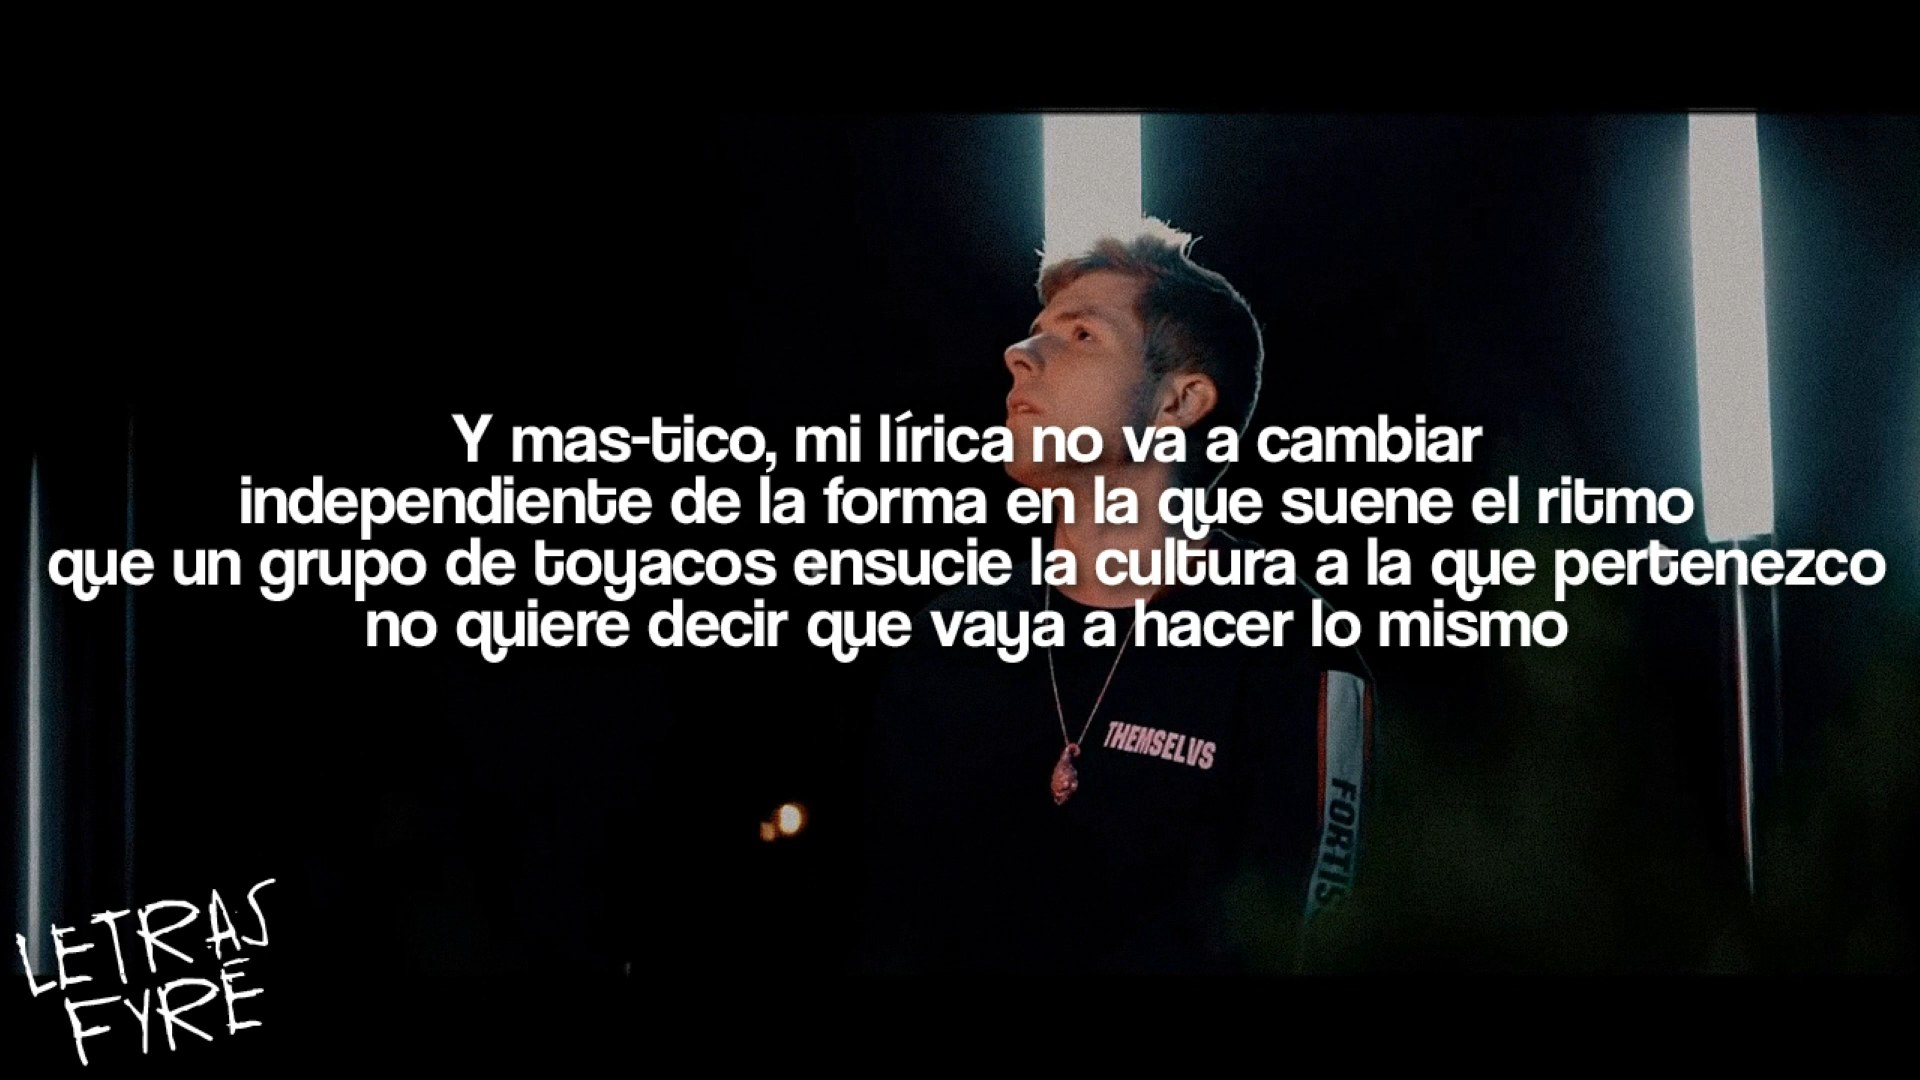 Y mas-tico, mi lírica no va a cambiar
independiente de la forma en la que suene el ritmo
que un grupo de toyacos ensucie la cultura a la que pertenezco
no quiere decir que vaya a hacer lo mismo
THEMSELVS
FORTIS
LETRAS
FYRE